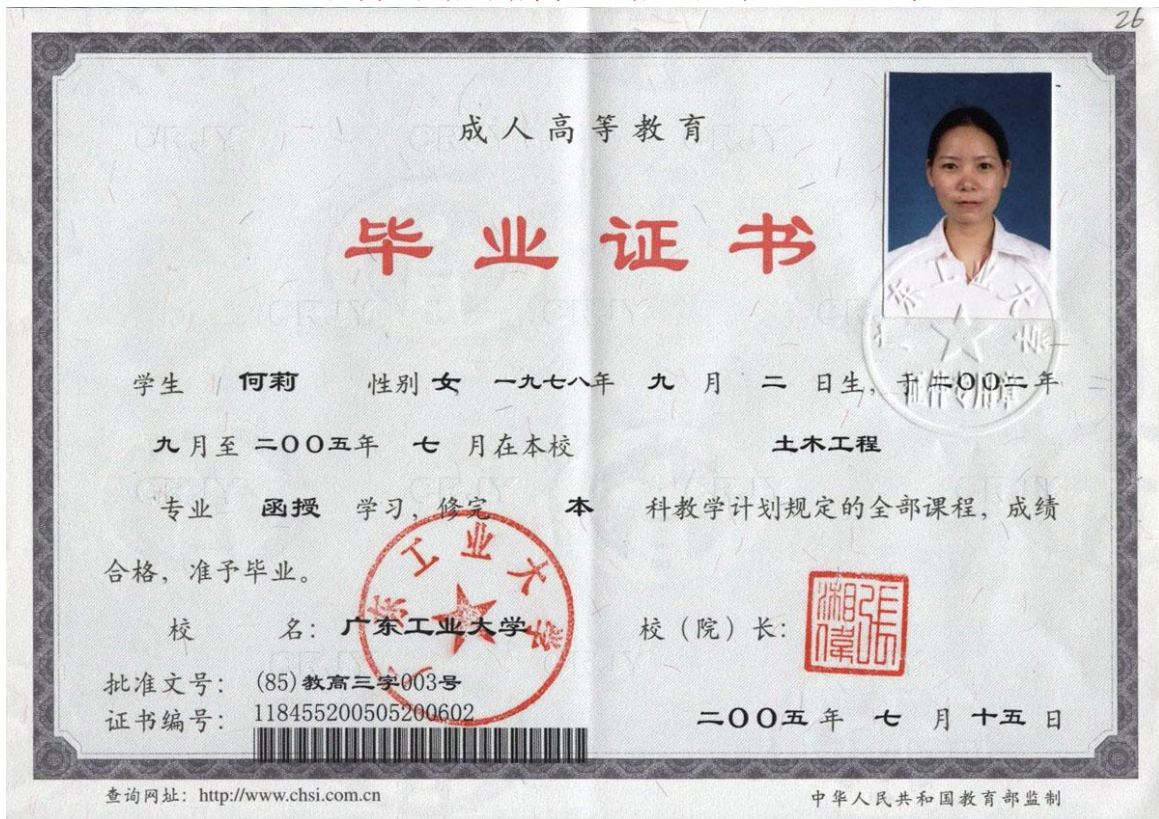 26
成人高等教育
毕业证书
学生 何莉 性别 女 一九七八年 九 月 二 日生，于二〇〇二年
九月至 二〇〇五年 七 月在本校 土木工程
专业 函授 学习，修完 本 科教学计划规定的全部课程，成绩
合格，准予毕业。
校 名：广东工业大学 校（院）长：
张湘伟
批准文号：(85)教高三字003号
证书编号：118455200505200602 二〇〇五 年 七 月 十五 日
查询网址：http://www.chsi.com.cn 中华人民共和国教育部监制